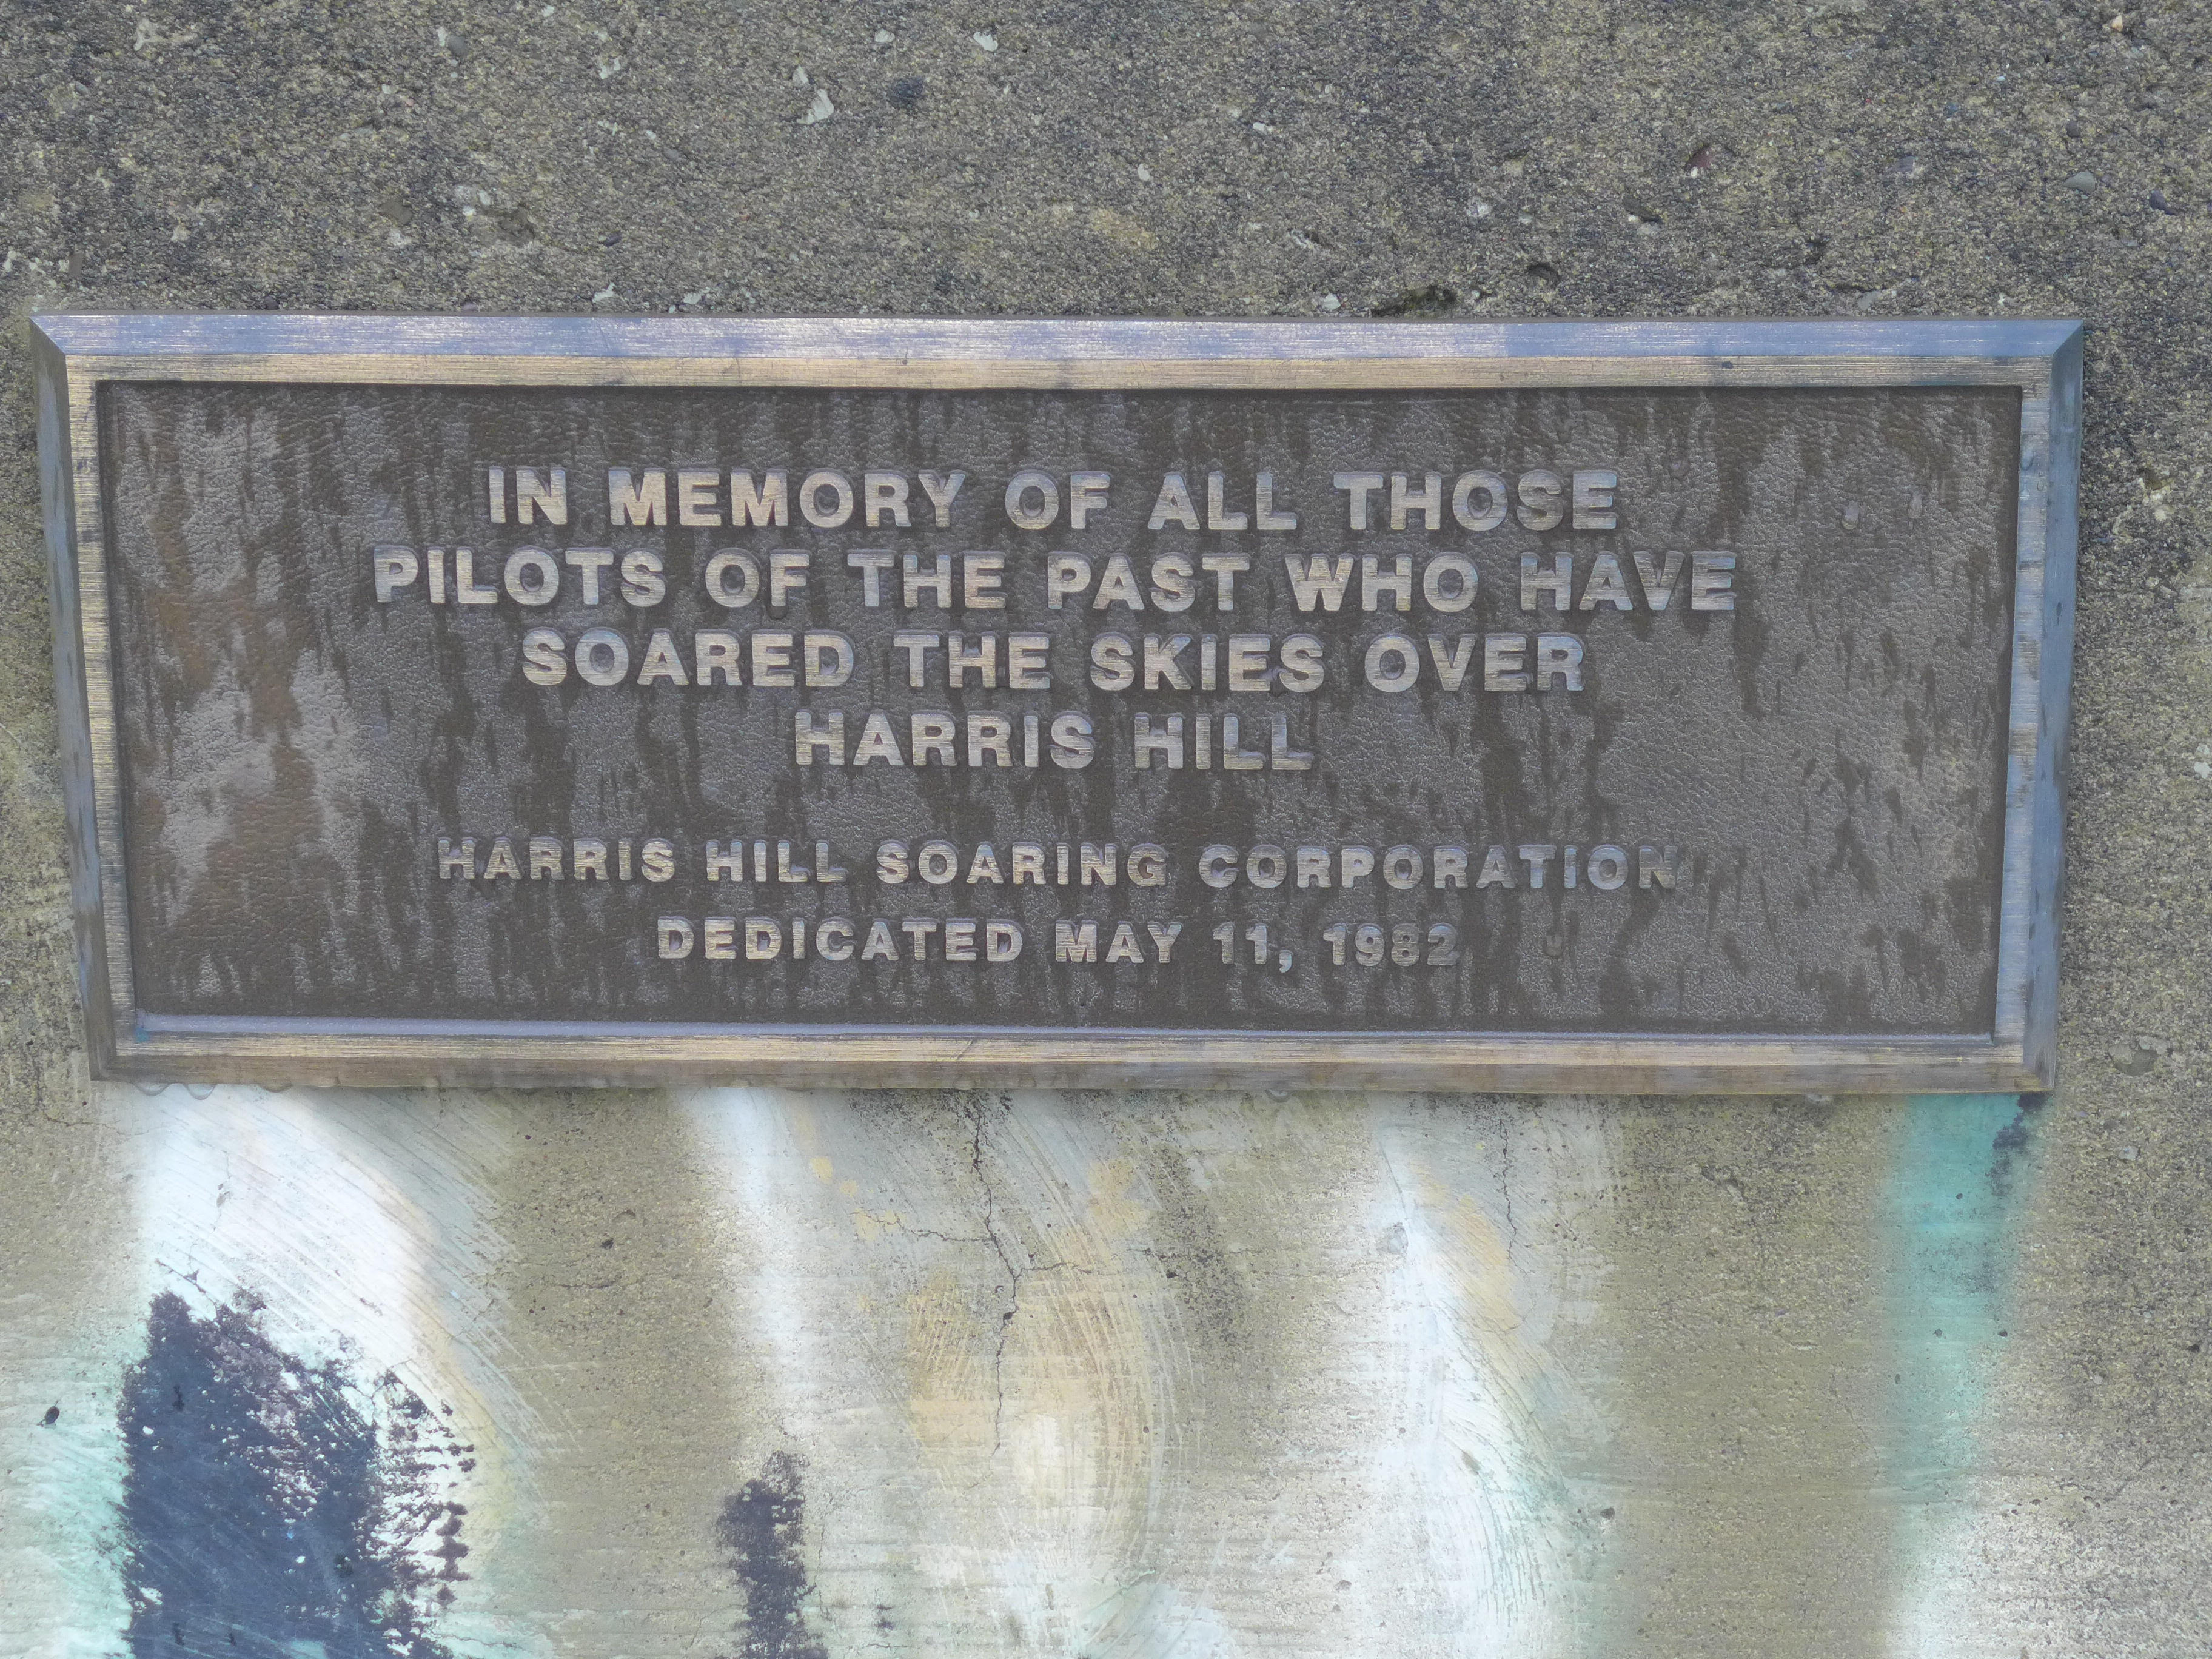 IN MEMORY OF ALL THOSE
PILOTS OF THE PAST WHO HAVE
SOARED THE SKIES OVER
HARRIS HILL
HARRIS HILL SOARING CORPORATION
DEDICATED MAY 11, 1982